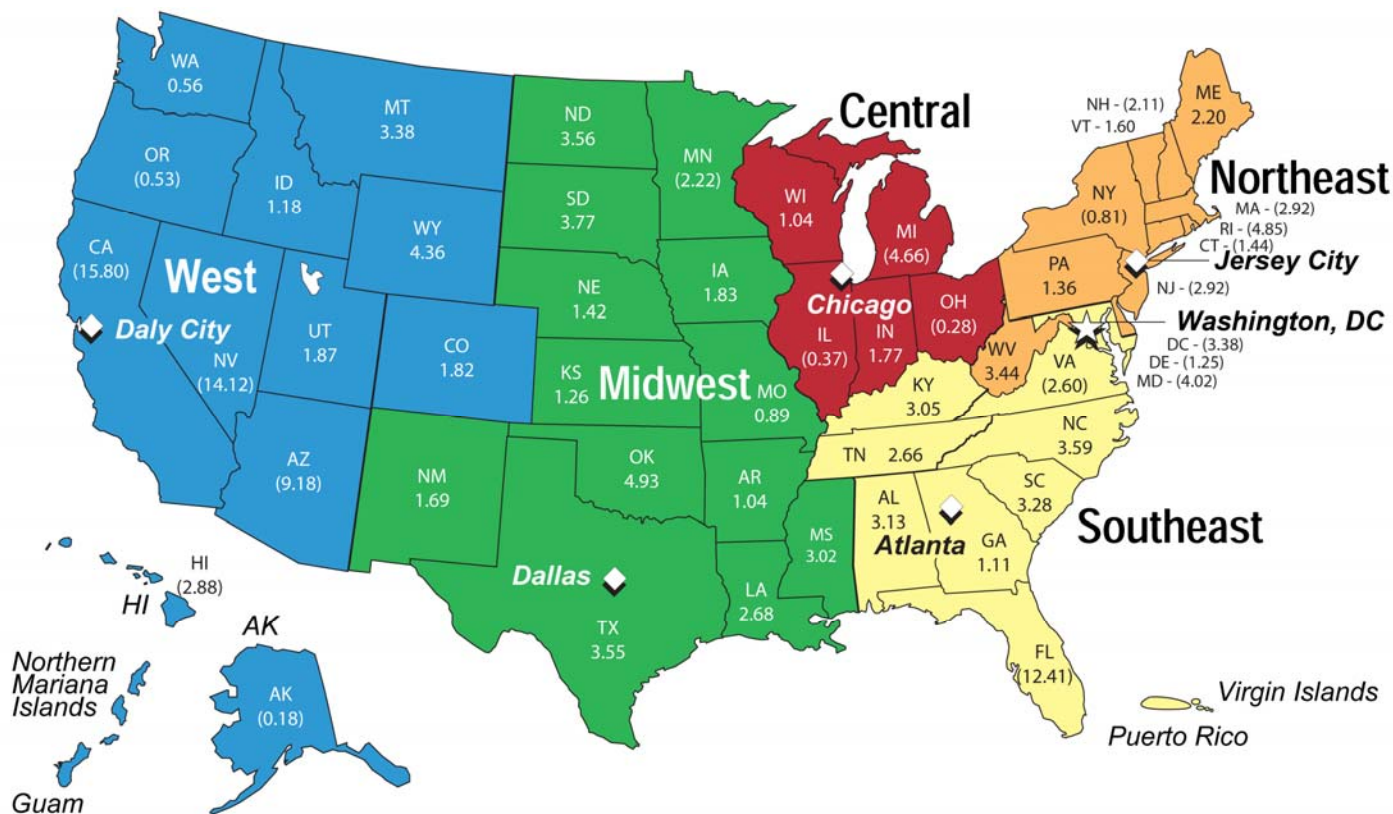 WA
0.56
OR
(0.53)
CA
(15.80)
ID
1.18
MT
3.38
WY
4.36
West
Daly City
NV
(14.12)
UT
1.87
CO
1.82
AZ
(9.18)
HI
(2.88)
HI
AK
AK
(0.18)
Northern
Mariana
Islands
Guam
ND
3.56
SD
3.77
NE
1.42
KS
1.26
MN
(2.22)
IA
1.83
MO
0.89
Midwest
NM
1.69
OK
4.93
AR
1.04
Dallas
TX
3.55
LA
2.68
MS
3.02
Central
WI
1.04
MI
(4.66)
Chicago
IL
(0.37)
IN
1.77
OH
(0.28)
NH - (2.11)
VT - 1.60
ME
2.20
NY
(0.81)
Northeast
MA - (2.92)
RI - (4.85)
CT - (1.44)
Jersey City
PA
1.36
NJ - (2.92)
WV
3.44
Washington, DC
DC - (3.38)
DE - (1.25)
MD - (4.02)
VA
(2.60)
KY
3.05
TN 2.66
NC
3.59
SC
3.28
AL
3.13
Atlanta
GA
1.11
Southeast
FL
(12.41)
Virgin Islands
Puerto Rico